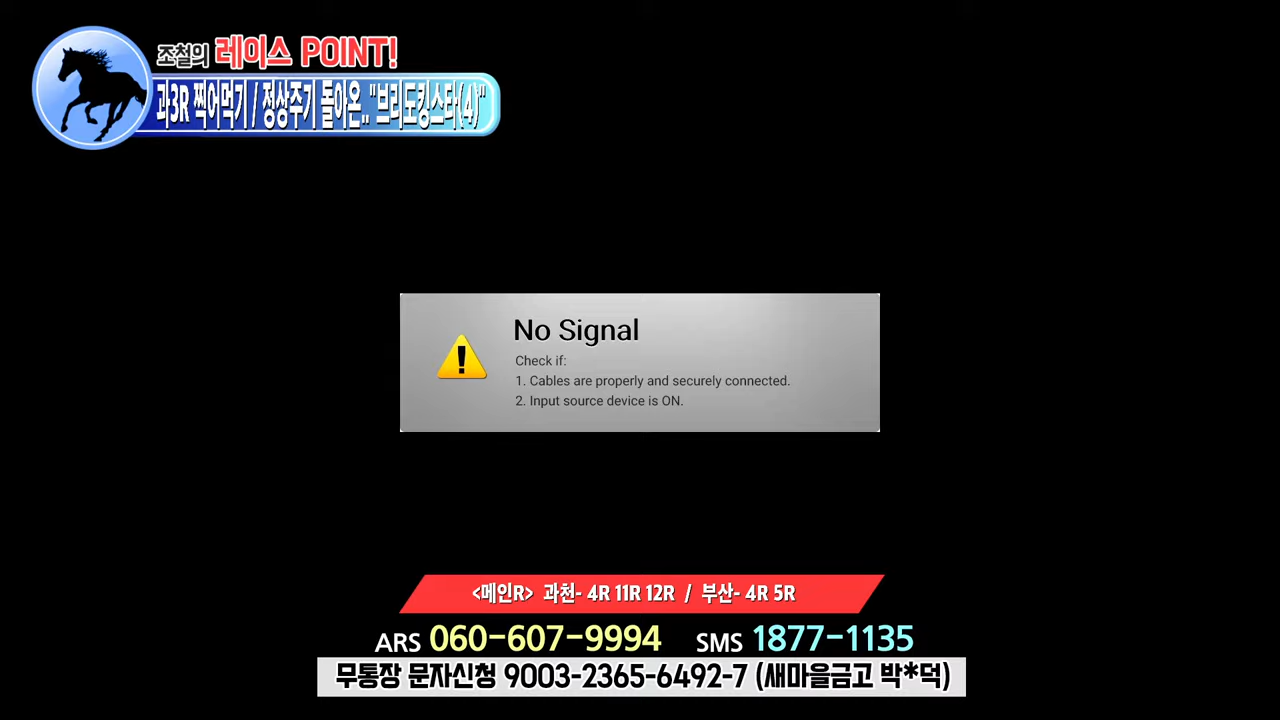 조철의 레이스 POINT!
과3R 찍어먹기 / 정상주기 돌아온.."브리도킹스타(4)"
No Signal
Check if:
1. Cables are properly and securely connected.
2. Input source device is ON.
<메인R> 과천- 4R 11R 12R / 부산- 4R 5R
ARS 060-607-9994 SMS 1877-1135
무통장 문자신청 9003-2365-6492-7 (새마을금고 박*덕)